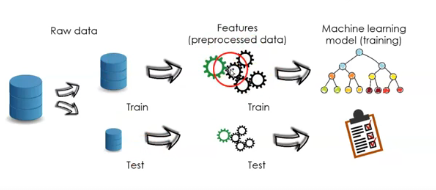 Raw data
Features
(preprocessed data)
Machine learning
model (training)
Train
Train
Test
Test